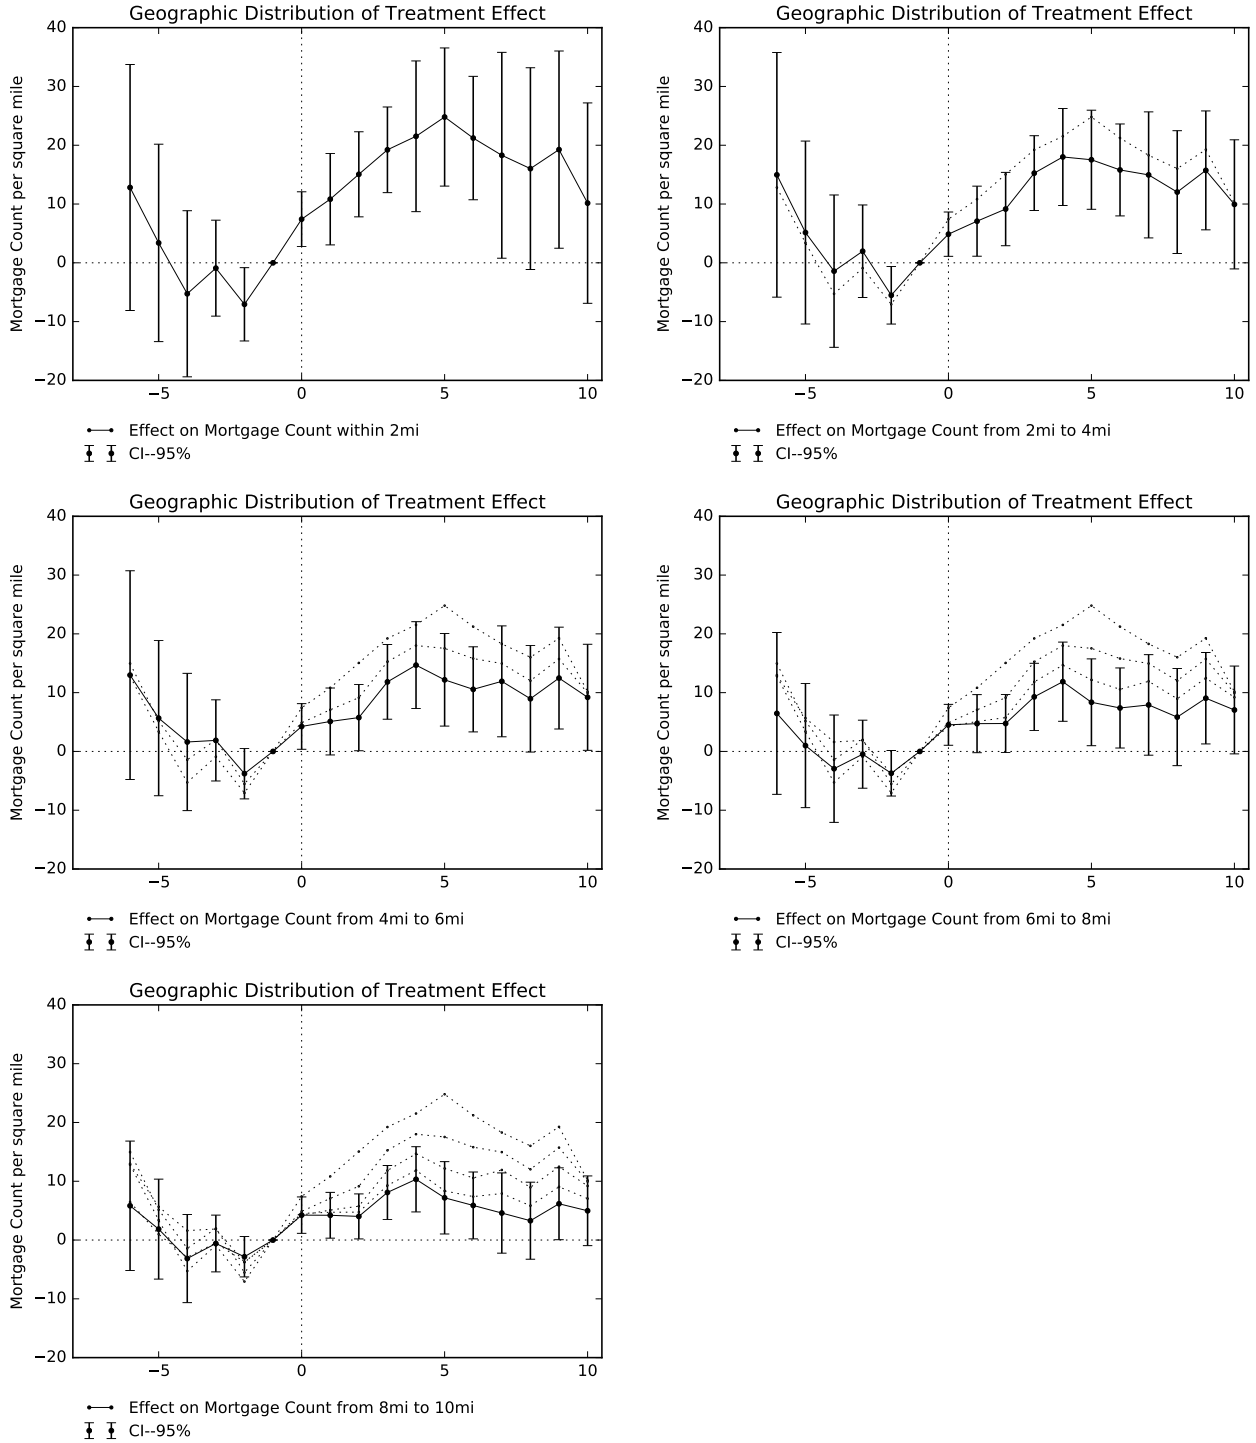 Geographic Distribution of Treatment Effect
40
30
20
10
0
−10
−20
Mortgage Count per square mile
−5 0 5 10
Effect on Mortgage Count within 2mi
CI--95%
Geographic Distribution of Treatment Effect
40
30
20
10
0
−10
−20
Mortgage Count per square mile
−5 0 5 10
Effect on Mortgage Count from 2mi to 4mi
CI--95%
Geographic Distribution of Treatment Effect
40
30
20
10
0
−10
−20
Mortgage Count per square mile
−5 0 5 10
Effect on Mortgage Count from 4mi to 6mi
CI--95%
Geographic Distribution of Treatment Effect
40
30
20
10
0
−10
−20
Mortgage Count per square mile
−5 0 5 10
Effect on Mortgage Count from 6mi to 8mi
CI--95%
Geographic Distribution of Treatment Effect
40
30
20
10
0
−10
−20
Mortgage Count per square mile
−5 0 5 10
Effect on Mortgage Count from 8mi to 10mi
CI--95%